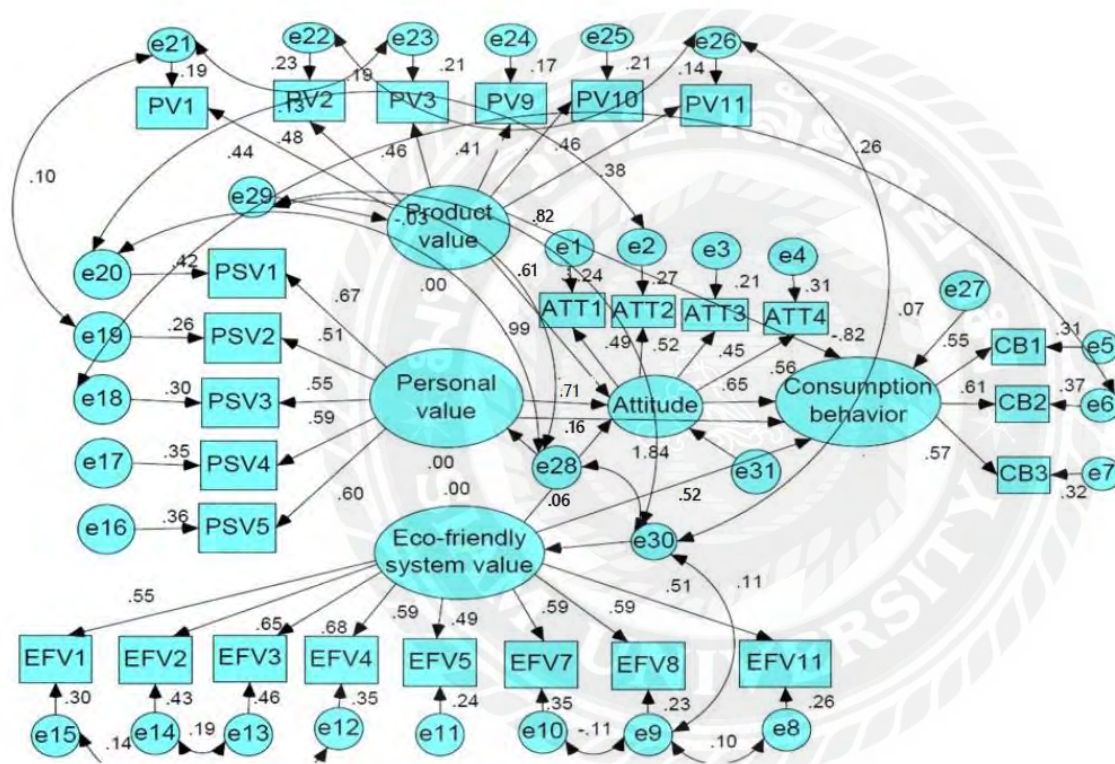 e21 e22 e23 e24 e25 e26
.19 .23 .19 .21 .17 .21 .14
PV1 PV2 PV3 PV9 PV10 PV11
.13
.48 .46 .41 .46 .26
.44 .38
.10
e29 Product value -.03 .82
e1 e2 e3 e4
e20 .42 PSV1 .61 .24 .27 .21 .31 e27
.67 .00 ATT1 ATT2 ATT3 ATT4 .07
e19 .26 PSV2 .51 .99 .49 .52 .45 -.82 .55 CB1 .31 e5
e18 .30 PSV3 .55 Personal value .71 Attitude .65 .56 Consumption behavior .61 CB2 .37 e6
.59 .16
e17 .35 PSV4 .00 e28 1.84 e31 .57 CB3 e7
.60 .00 .06 .52 .32
e16 .36 PSV5
Eco-friendly system value e30
.55 .59 .49 .59 .59 .51 .11
.65 .68
EFV1 EFV2 EFV3 EFV4 EFV5 EFV7 EFV8 EFV11
.30 .43 .46 .35 .24 .35 .23 .26
e15 e14 e13 e12 e11 e10 e9 e8
.14 .19 -.11 .10
UNIVERSITY